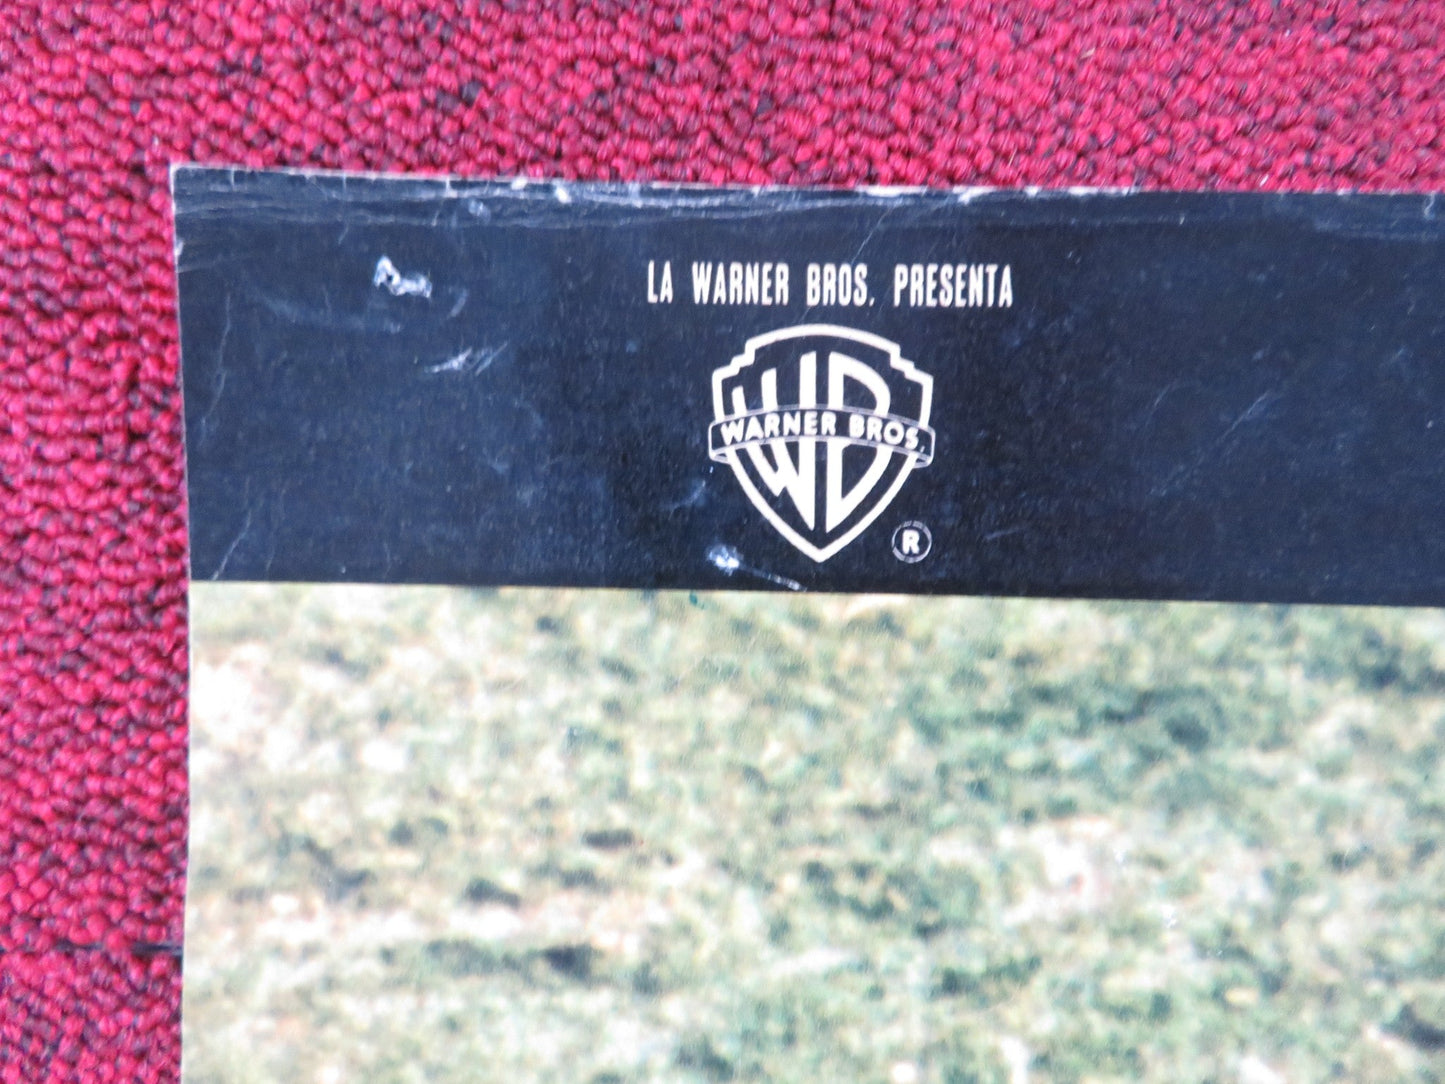 LA WARNER BROS. PRESENTA
WB
WARNER BROS.
®